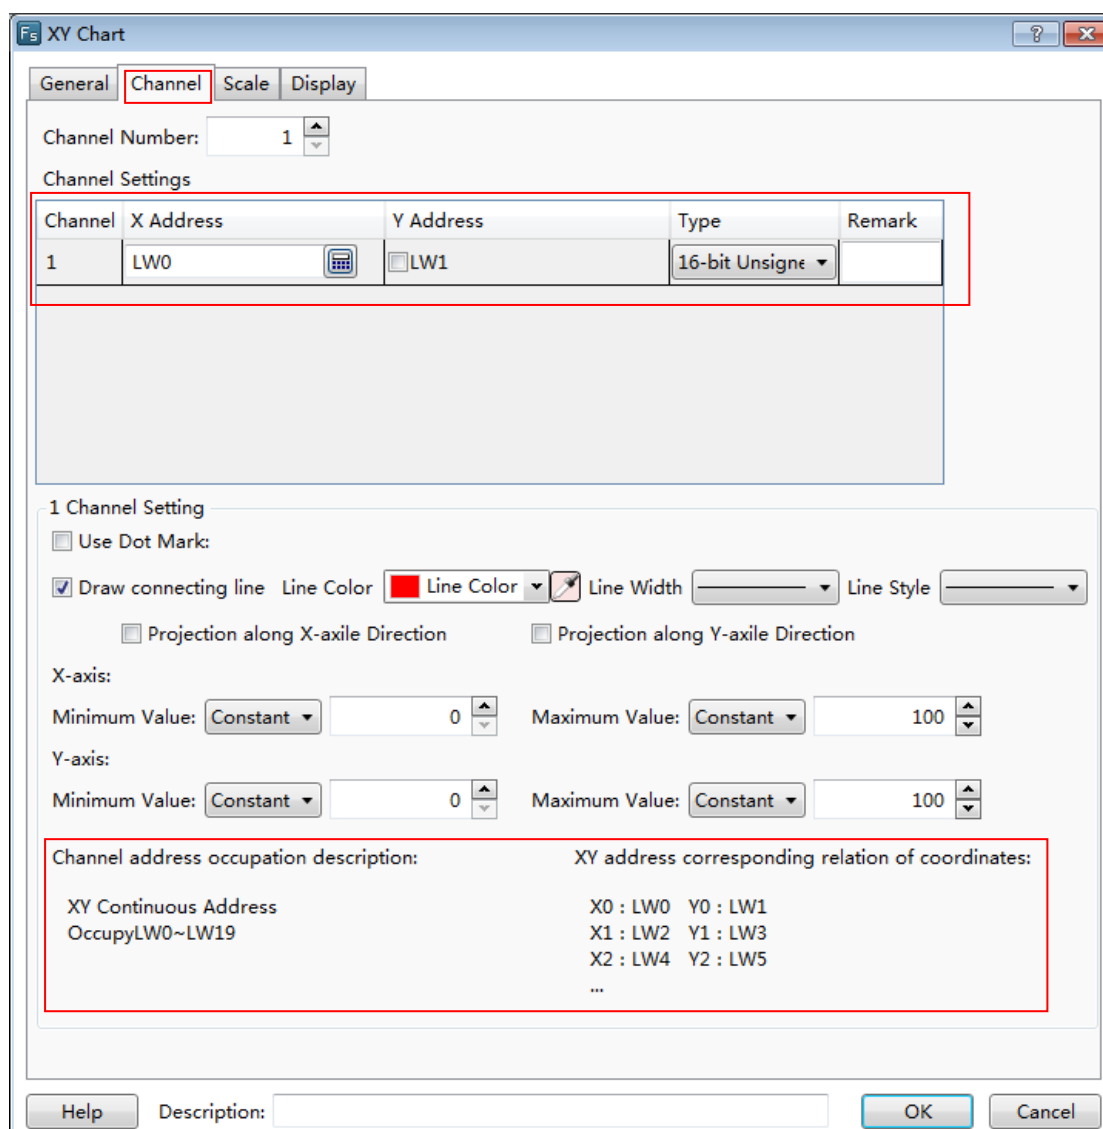 Fs XY Chart ?
General Channel Scale Display
Channel Number: 1
Channel Settings
Channel X Address Y Address Type Remark
1 LW0 LW1 16-bit Unsigne
1 Channel Setting
Use Dot Mark:
Draw connecting line Line Color Line Color Line Width Line Style
Projection along X-axile Direction Projection along Y-axile Direction
X-axis:
Minimum Value: Constant 0 Maximum Value: Constant 100
Y-axis:
Minimum Value: Constant 0 Maximum Value: Constant 100
Channel address occupation description: XY address corresponding relation of coordinates:
XY Continuous Address X0 : LW0 Y0 : LW1
OccupyLW0~LW19 X1 : LW2 Y1 : LW3
X2 : LW4 Y2 : LW5
...
Help Description: OK Cancel